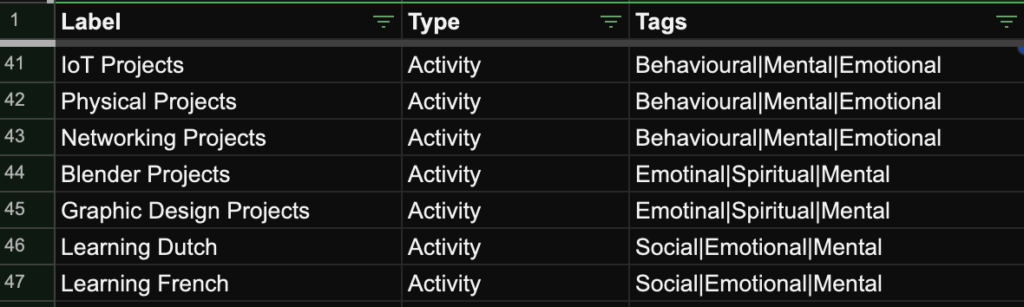 1 Label Type Tags
41 IoT Projects Activity Behavioural|Mental|Emotional
42 Physical Projects Activity Behavioural|Mental|Emotional
43 Networking Projects Activity Behavioural|Mental|Emotional
44 Blender Projects Activity Emotinal|Spiritual|Mental
45 Graphic Design Projects Activity Emotinal|Spiritual|Mental
46 Learning Dutch Activity Social|Emotional|Mental
47 Learning French Activity Social|Emotional|Mental